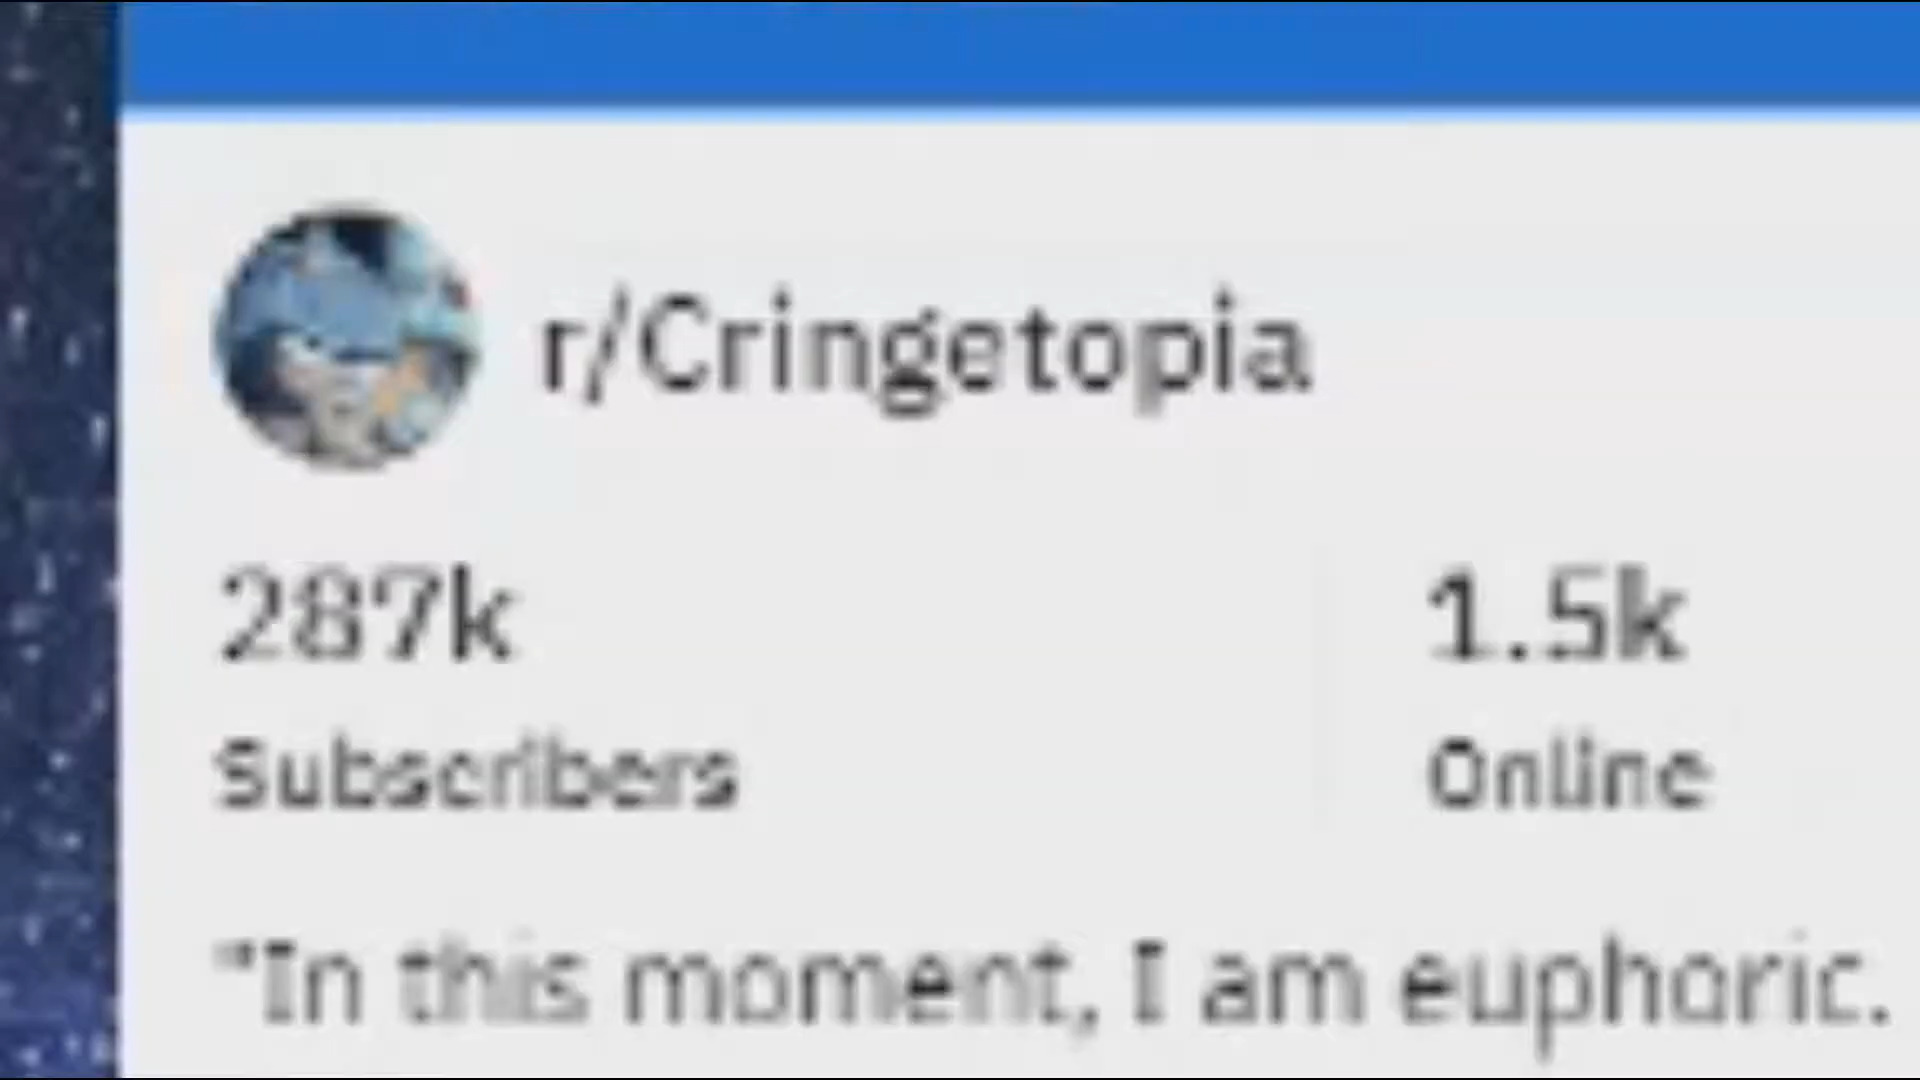 r/Cringetopia
287k
1.5k
Subscribers
Online
"In this moment, I am euphoric.